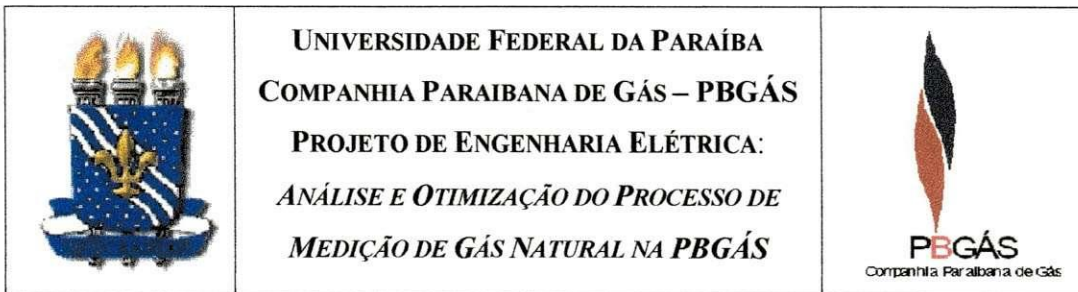 UNIVERSIDADE FEDERAL DA PARAÍBA
COMPANHIA PARAIBANA DE GÁS – PBGÁS
PROJETO DE ENGENHARIA ELÉTRICA:
ANÁLISE E OTIMIZAÇÃO DO PROCESSO DE
MEDIÇÃO DE GÁS NATURAL NA PBGÁS
PBGÁS
Companhia Paraibana de Gás